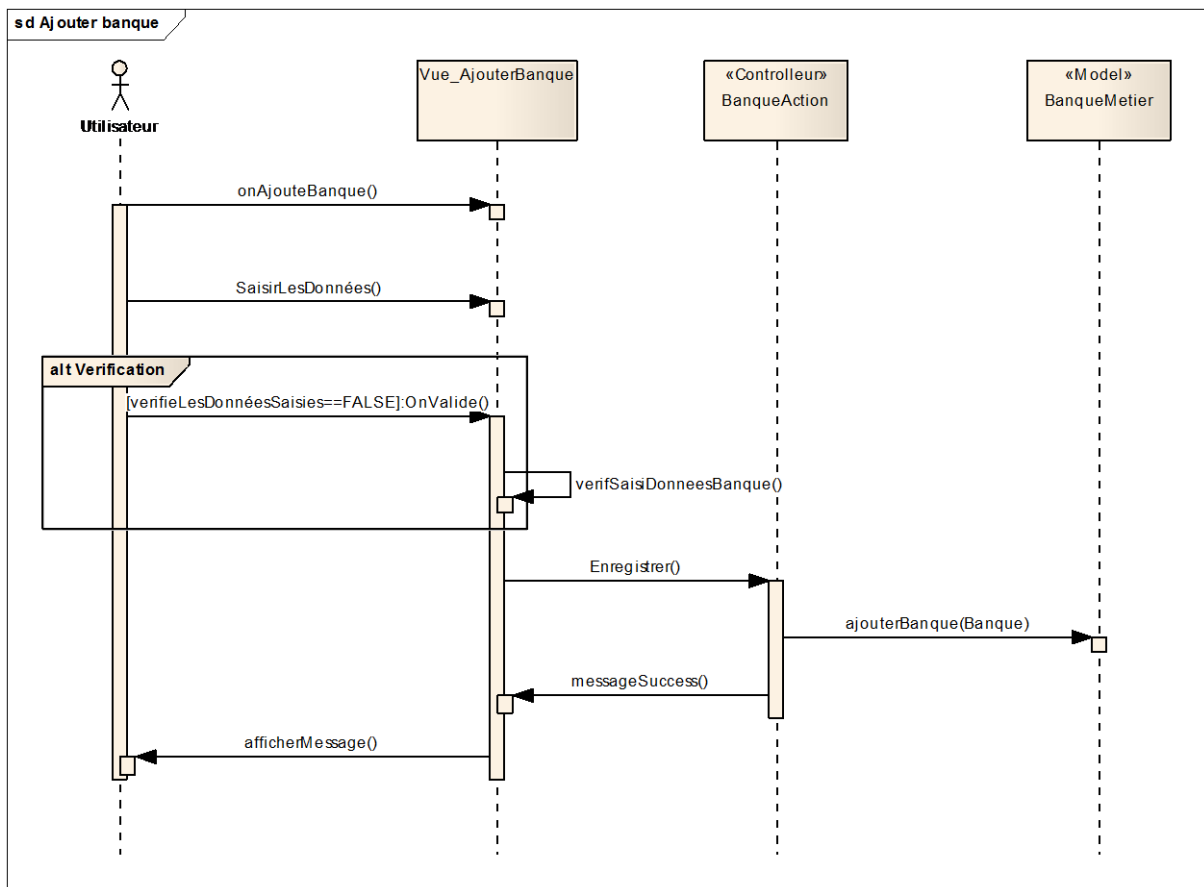 sd Ajouter banque
Utilisateur
Vue_AjouterBanque
«Controlleur»
BanqueAction
«Model»
BanqueMetier
onAjouteBanque()
SaisirLesDonnées()
alt Verification
[verifieLesDonnéesSaisies==FALSE]:OnValide()
verifSaisiDonneesBanque()
Enregistrer()
ajouterBanque(Banque)
messageSuccess()
afficherMessage()